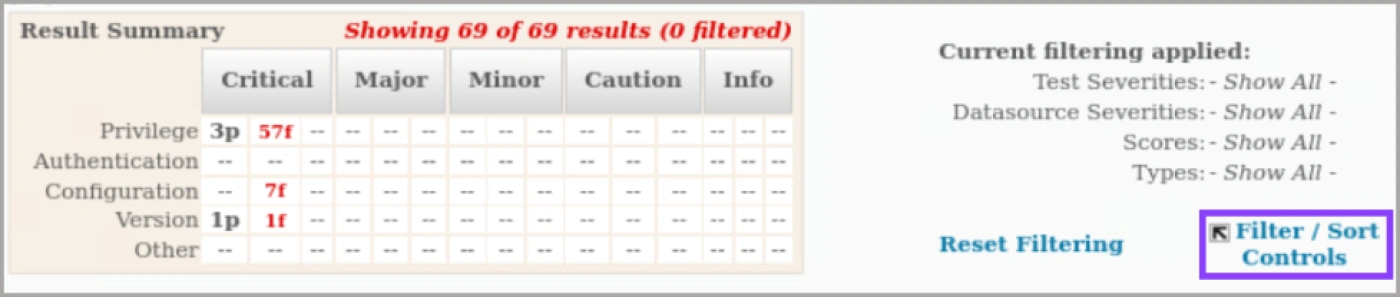 Result Summary Showing 69 of 69 results (0 filtered)
Critical Major Minor Caution Info
Privilege 3p 57f -- -- -- -- -- -- -- -- -- -- -- -- --
Authentication -- -- -- -- -- -- -- -- -- -- -- -- -- -- --
Configuration -- 7f -- -- -- -- -- -- -- -- -- -- -- -- --
Version 1p 1f -- -- -- -- -- -- -- -- -- -- -- -- --
Other -- -- -- -- -- -- -- -- -- -- -- -- -- -- --
Current filtering applied:
Test Severities: - Show All -
Datasource Severities: - Show All -
Scores: - Show All -
Types: - Show All -
Reset Filtering
Filter / Sort
Controls